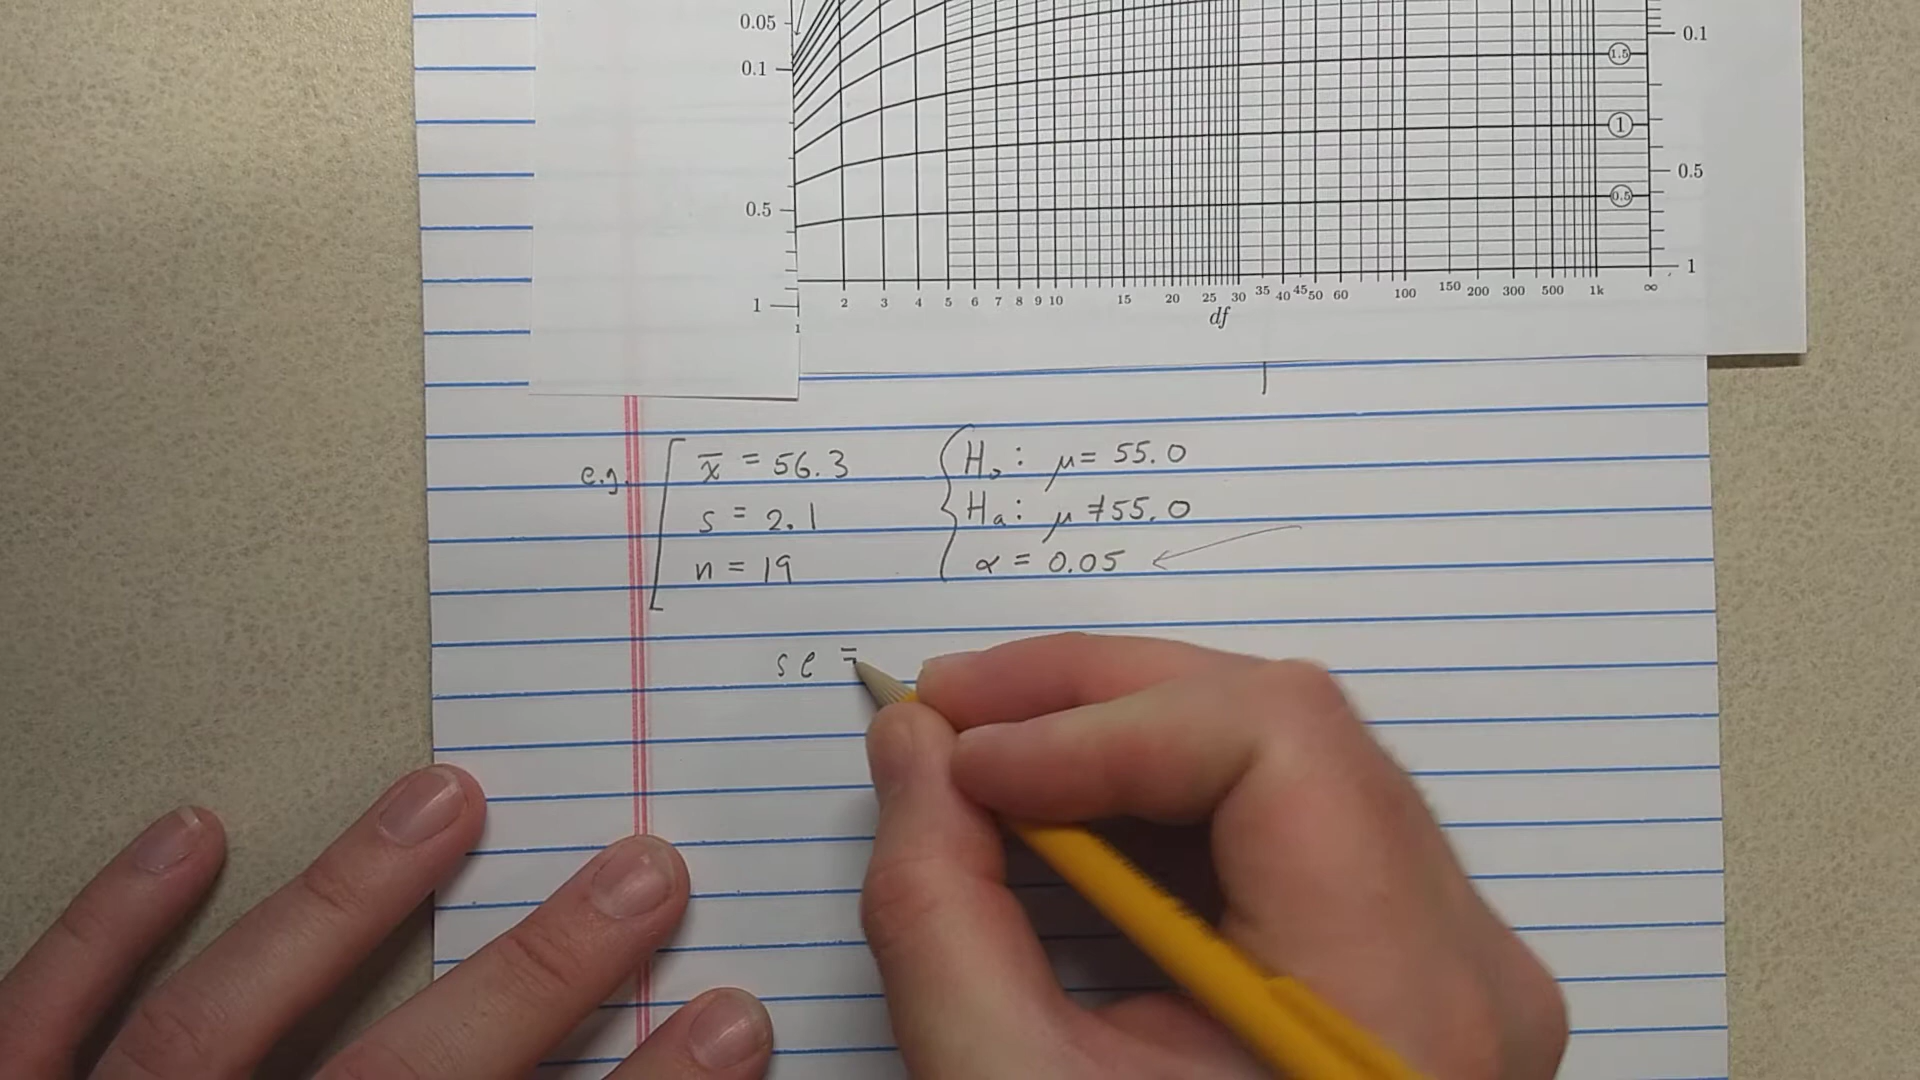 0.05
0.1
0.5
1
0.1
0.5
1
1.5
1
0.5
1 2 3 4 5 6 7 8 9 10 15 20 25 30 35 40 45 50 60 100 150 200 300 500 1k ∞
df
e.g. x̄ = 56.3
s = 2.1
n = 19
H₀: μ = 55.0
Hₐ: μ ≠ 55.0
α = 0.05
se =